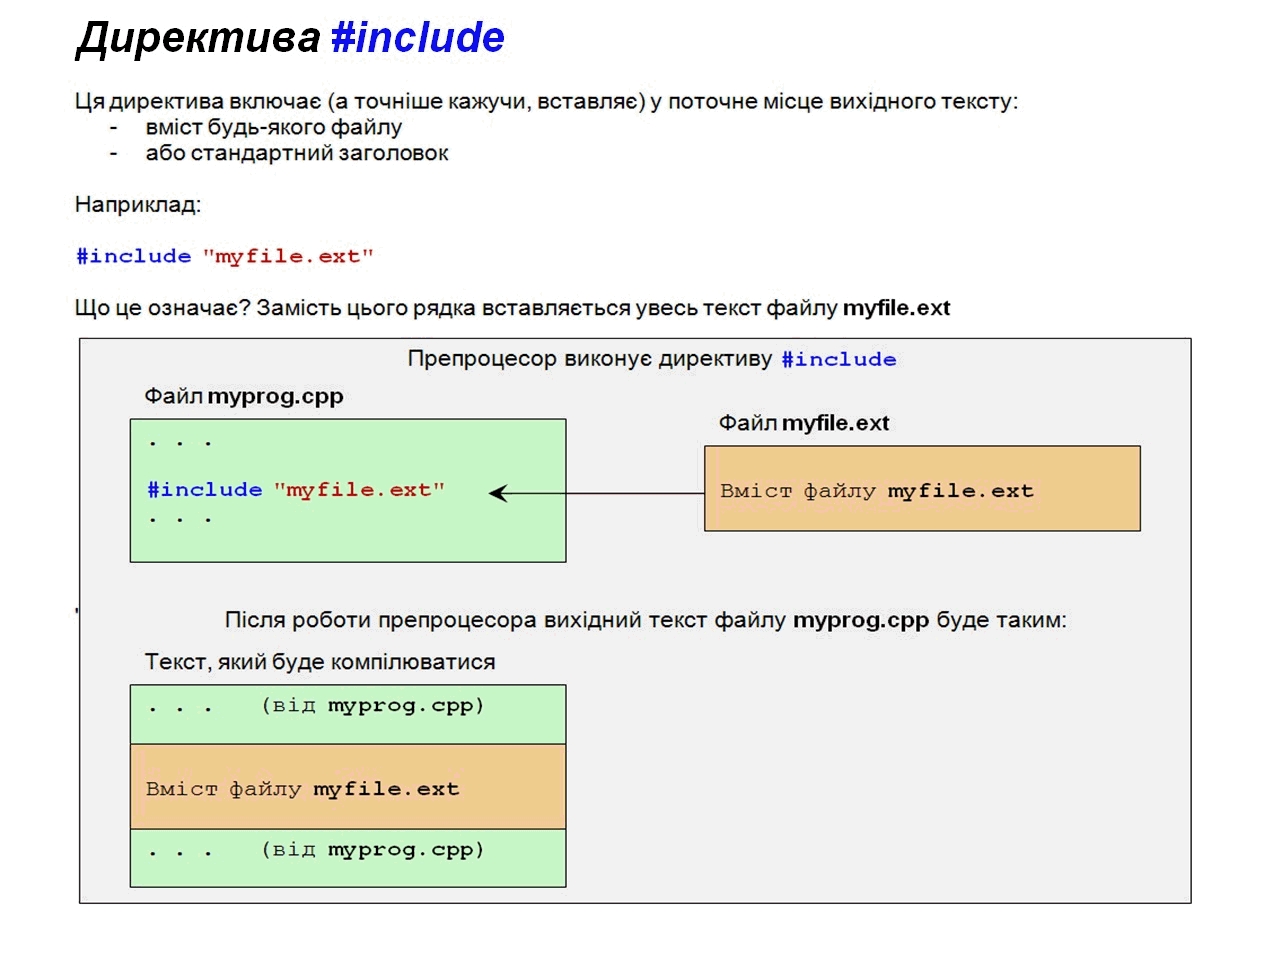 Директива #include
Ця директива включає (а точніше кажучи, вставляє) у поточне місце вихідного тексту:
- вміст будь-якого файлу
- або стандартний заголовок
Наприклад:
#include "myfile.ext"
Що це означає? Замість цього рядка вставляється увесь текст файлу myfile.ext
Препроцесор виконує директиву #include
Файл myprog.cpp
. . .
#include "myfile.ext"
. . .
Файл myfile.ext
Вміст файлу myfile.ext
Після роботи препроцесора вихідний текст файлу myprog.cpp буде таким:
Текст, який буде компілюватися
. . . (від myprog.cpp)
Вміст файлу myfile.ext
. . . (від myprog.cpp)